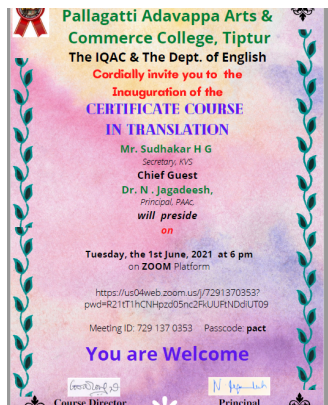 Pallagatti Adavappa Arts &
Commerce College, Tiptur
The IQAC & The Dept. of English
Cordially invite you to the
Inauguration of the
CERTIFICATE COURSE
IN TRANSLATION
Mr. Sudhakar H G
Secretary, KVS
Chief Guest
Dr. N . Jagadeesh,
Principal, PAAc,
will preside
on
Tuesday, the 1st June, 2021 at 6 pm
on ZOOM Platform
https://us04web.zoom.us/j/7291370353?
pwd=R21tT1hCNHpzd05nc2FkUUFtNDdlUT09
Meeting ID: 729 137 0353 Passcode: pact
You are Welcome
Course Director Principal